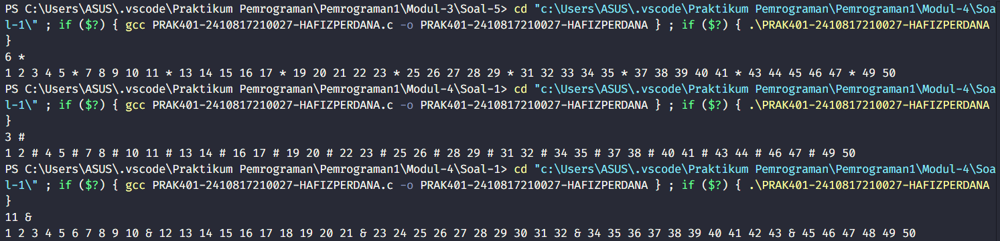 PS C:\Users\ASUS\.vscode\Praktikum Pemrograman\Pemrograman1\Modul-3\Soal-5> cd "c:\Users\ASUS\.vscode\Praktikum Pemrograman\Pemrograman1\Modul-4\Soa
l-1\" ; if ($?) { gcc PRAK401-2410817210027-HAFIZPERDANA.c -o PRAK401-2410817210027-HAFIZPERDANA } ; if ($?) { .\PRAK401-2410817210027-HAFIZPERDANA
}
6 *
1 2 3 4 5 * 7 8 9 10 11 * 13 14 15 16 17 * 19 20 21 22 23 * 25 26 27 28 29 * 31 32 33 34 35 * 37 38 39 40 41 * 43 44 45 46 47 * 49 50
PS C:\Users\ASUS\.vscode\Praktikum Pemrograman\Pemrograman1\Modul-4\Soal-1> cd "c:\Users\ASUS\.vscode\Praktikum Pemrograman\Pemrograman1\Modul-4\Soa
l-1\" ; if ($?) { gcc PRAK401-2410817210027-HAFIZPERDANA.c -o PRAK401-2410817210027-HAFIZPERDANA } ; if ($?) { .\PRAK401-2410817210027-HAFIZPERDANA
}
3 #
1 2 # 4 5 # 7 8 # 10 11 # 13 14 # 16 17 # 19 20 # 22 23 # 25 26 # 28 29 # 31 32 # 34 35 # 37 38 # 40 41 # 43 44 # 46 47 # 49 50
PS C:\Users\ASUS\.vscode\Praktikum Pemrograman\Pemrograman1\Modul-4\Soal-1> cd "c:\Users\ASUS\.vscode\Praktikum Pemrograman\Pemrograman1\Modul-4\Soa
l-1\" ; if ($?) { gcc PRAK401-2410817210027-HAFIZPERDANA.c -o PRAK401-2410817210027-HAFIZPERDANA } ; if ($?) { .\PRAK401-2410817210027-HAFIZPERDANA
}
11 &
1 2 3 4 5 6 7 8 9 10 & 12 13 14 15 16 17 18 19 20 21 & 23 24 25 26 27 28 29 30 31 32 & 34 35 36 37 38 39 40 41 42 43 & 45 46 47 48 49 50